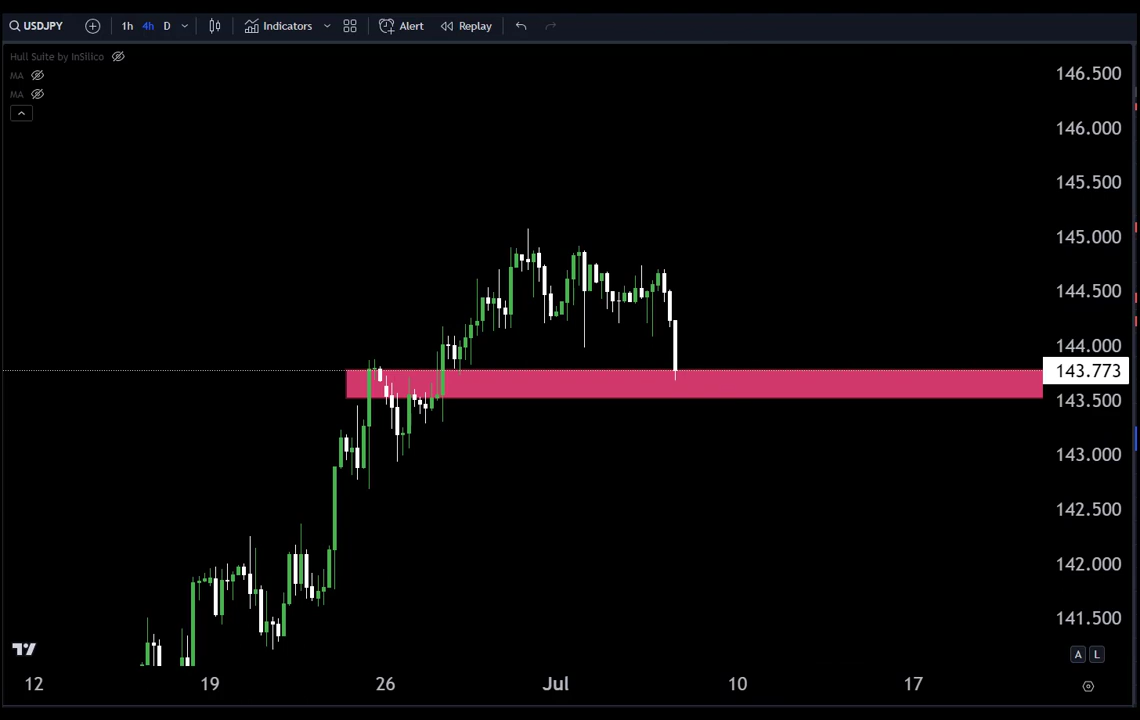 USDJPY 1h 4h D Indicators Alert Replay
Hull Suite by InSilico
MA
MA
146.500
146.000
145.500
145.000
144.500
144.000
143.773
143.500
143.000
142.500
142.000
141.500
A L
12 19 26 Jul 10 17